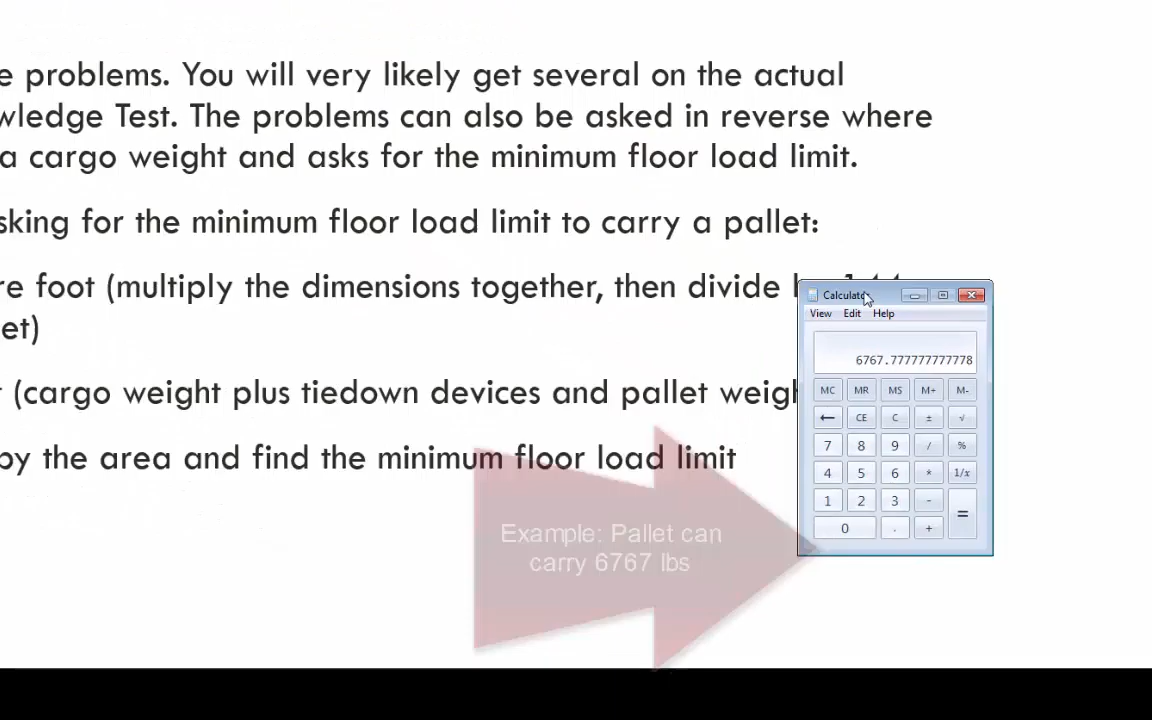 e problems. You will very likely get several on the actual
wledge Test. The problems can also be asked in reverse where
a cargo weight and asks for the minimum floor load limit.
sking for the minimum floor load limit to carry a pallet:
re foot (multiply the dimensions together, then divide
et)
(cargo weight plus tiedown devices and pallet weigh
by the area and find the minimum floor load limit
Calculator
View Edit Help
6767.777777777778
MC MR MS M+ M-
← CE C ± √
7 8 9 / %
4 5 6 * 1/x
1 2 3 - =
0 . +
Example: Pallet can
carry 6767 lbs